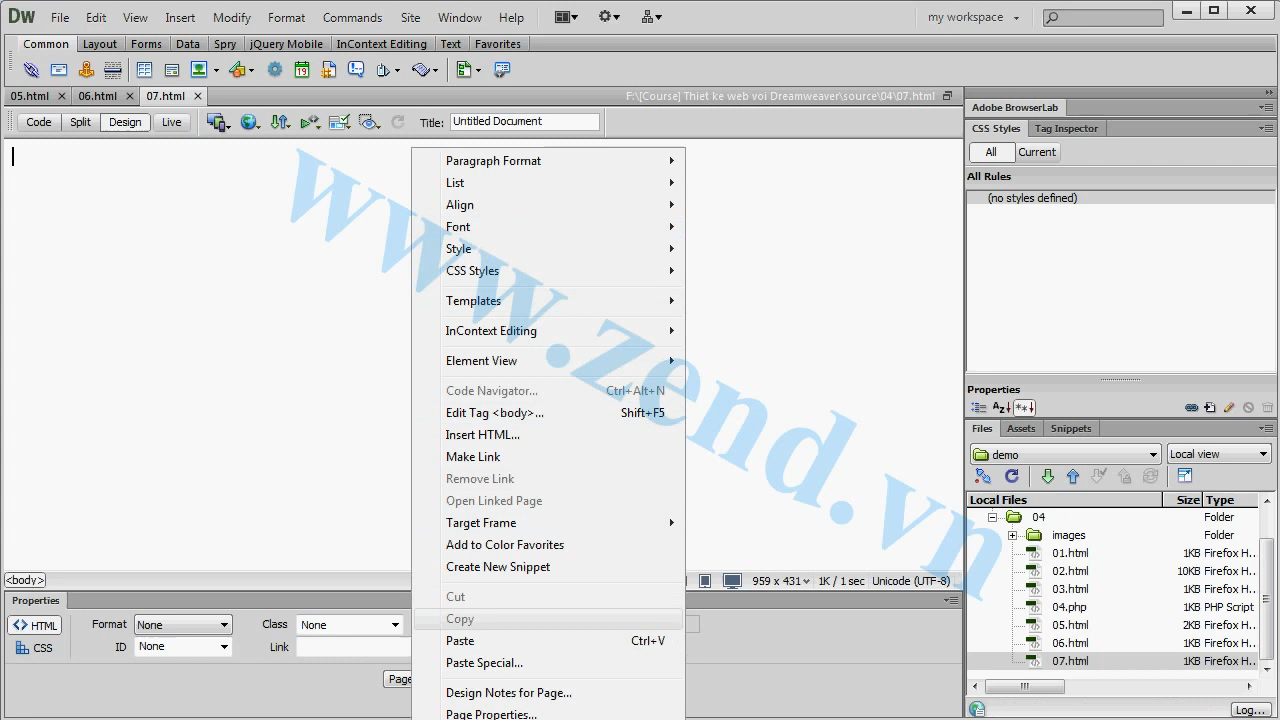 Dw File Edit View Insert Modify Format Commands Site Window Help my workspace
Common Layout Forms Data Spry jQuery Mobile InContext Editing Text Favorites
05.html 06.html 07.html F:\[Course] Thiet ke web voi Dreamweaver\source\04\07.html
Code Split Design Live Title: Untitled Document
Paragraph Format
List
Align
Font
Style
CSS Styles
Templates
InContext Editing
Element View
Code Navigator... Ctrl+Alt+N
Edit Tag <body>... Shift+F5
Insert HTML...
Make Link
Remove Link
Open Linked Page
Target Frame
Add to Color Favorites
Create New Snippet
Cut
Copy
Paste Ctrl+V
Paste Special...
Design Notes for Page...
Page Properties...
www.zend.vn
<body> 959 x 431 1K / 1 sec Unicode (UTF-8)
Properties
<> HTML Format None Class None
CSS ID None Link
Page
Adobe BrowserLab
CSS Styles Tag Inspector
All Current
All Rules
(no styles defined)
Properties
Files Assets Snippets
demo Local view
Local Files Size Type
04 Folder
images Folder
01.html 1KB Firefox H..
02.html 10KB Firefox H..
03.html 1KB Firefox H..
04.php 1KB PHP Script
05.html 2KB Firefox H..
06.html 1KB Firefox H..
07.html 1KB Firefox H..
Log...